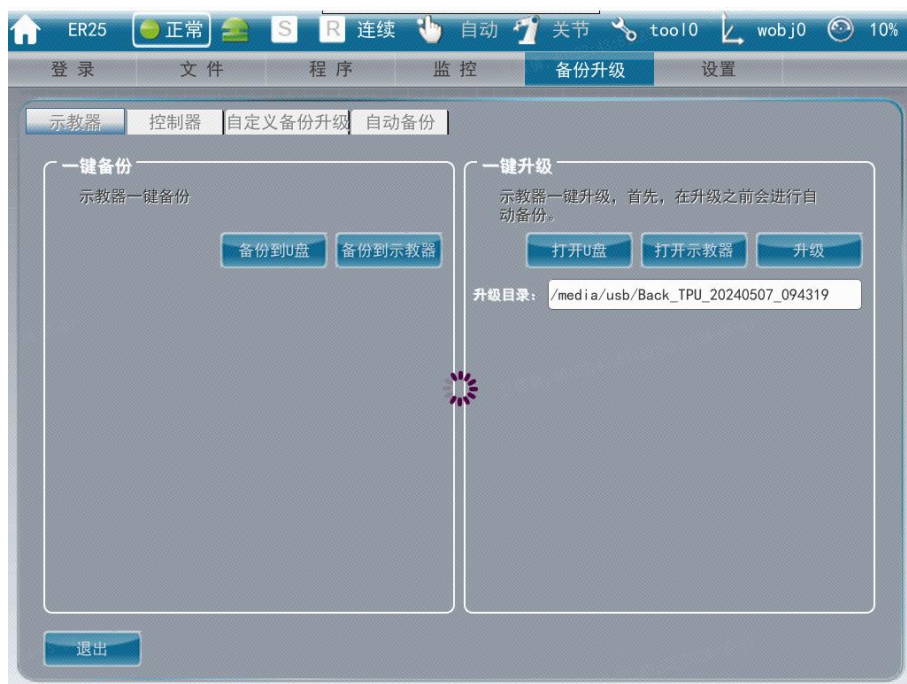 ER25 正常 S R 连续 自动 关节 tool0 wobj0 10%
登录 文件 程序 监控 备份升级 设置
示教器 控制器 自定义备份升级 自动备份
一键备份
示教器一键备份
备份到U盘 备份到示教器
一键升级
示教器一键升级，首先，在升级之前会进行自
动备份。
打开U盘 打开示教器 升级
升级目录： /media/usb/Back_TPU_20240507_094319
退出